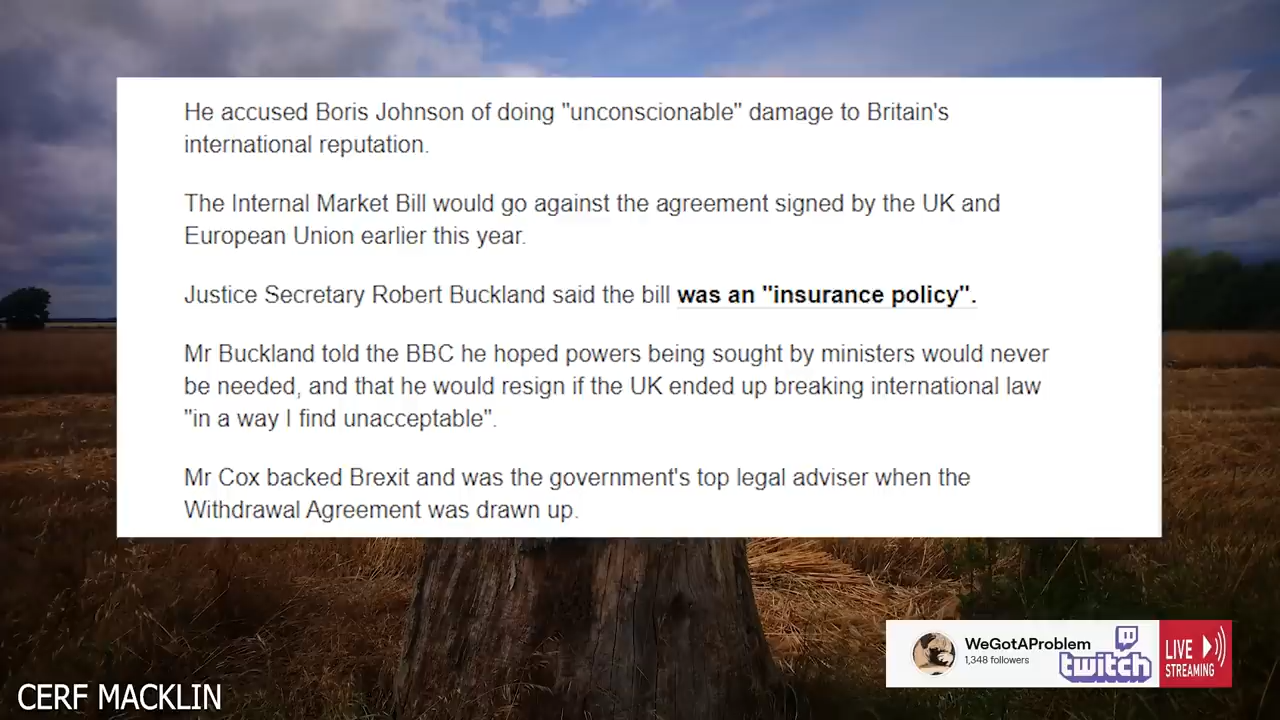 He accused Boris Johnson of doing "unconscionable" damage to Britain's
international reputation.
The Internal Market Bill would go against the agreement signed by the UK and
European Union earlier this year.
Justice Secretary Robert Buckland said the bill was an "insurance policy".
Mr Buckland told the BBC he hoped powers being sought by ministers would never
be needed, and that he would resign if the UK ended up breaking international law
"in a way I find unacceptable".
Mr Cox backed Brexit and was the government's top legal adviser when the
Withdrawal Agreement was drawn up.
WeGotAProblem
1,348 followers
twitch
LIVE
STREAMING
CERF MACKLIN